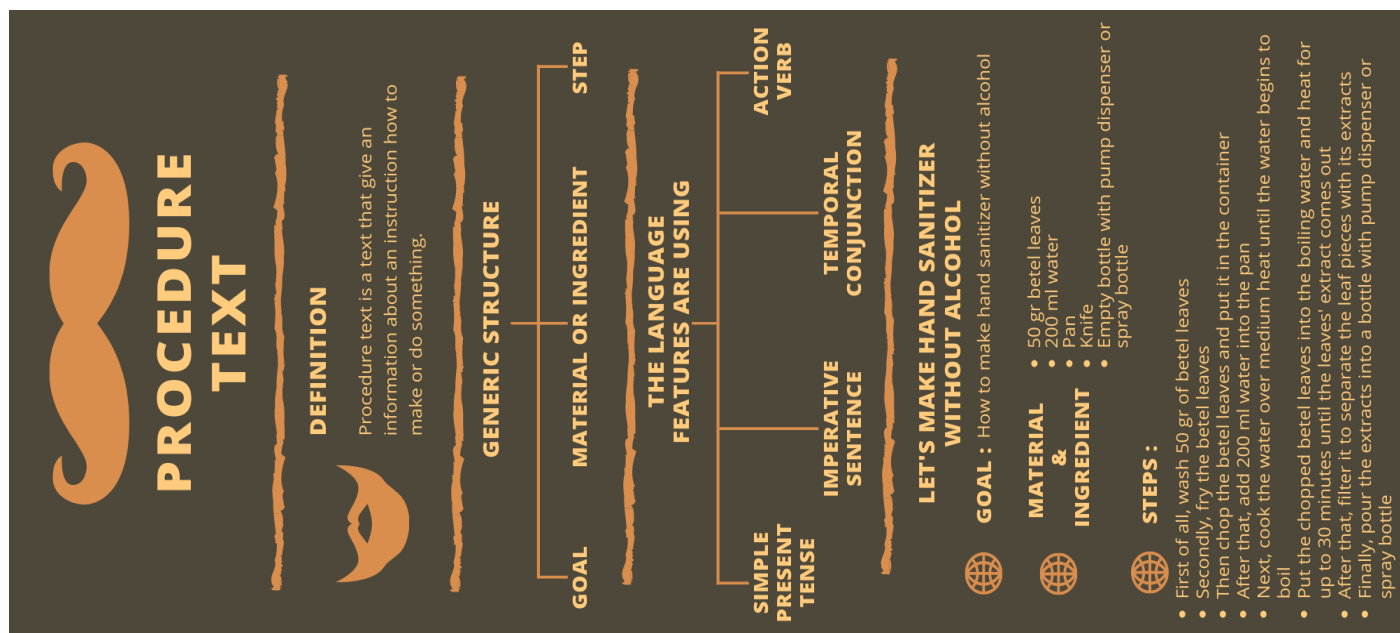 PROCEDURE
TEXT
DEFINITION
Procedure text is a text that give an
information about an instruction how to
make or do something.
GENERIC STRUCTURE
GOAL
MATERIAL OR INGREDIENT
STEP
THE LANGUAGE
FEATURES ARE USING
SIMPLE
PRESENT
TENSE
IMPERATIVE
SENTENCE
TEMPORAL
CONJUNCTION
ACTION
VERB
LET'S MAKE HAND SANITIZER
WITHOUT ALCOHOL
GOAL : How to make hand sanitizer without alcohol
MATERIAL
&
INGREDIENT
• 50 gr betel leaves
• 200 ml water
• Pan
• Knife
• Empty bottle with pump dispenser or
spray bottle
STEPS :
• First of all, wash 50 gr of betel leaves
• Secondly, fry the betel leaves
• Then chop the betel leaves and put it in the container
• After that, add 200 ml water into the pan
• Next, cook the water over medium heat until the water begins to
boil
• Put the chopped betel leaves into the boiling water and heat for
up to 30 minutes until the leaves' extract comes out
• After that, filter it to separate the leaf pieces with its extracts
• Finally, pour the extracts into a bottle with pump dispenser or
spray bottle